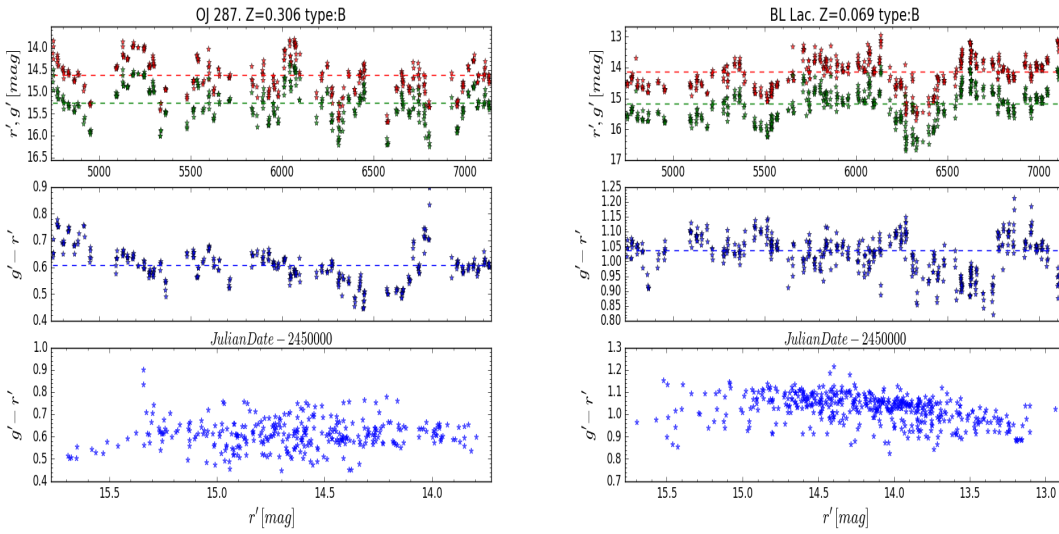 OJ 287. Z=0.306 type:B
r′, g′ [mag]
14.0
14.5
15.0
15.5
16.0
16.5
5000 5500 6000 6500 7000
g′ − r′
0.9
0.8
0.7
0.6
0.5
0.4
JulianDate − 2450000
g′ − r′
1.0
0.9
0.8
0.7
0.6
0.5
0.4
15.5 15.0 14.5 14.0
r′ [mag]
BL Lac. Z=0.069 type:B
r′, g′ [mag]
13
14
15
16
17
5000 5500 6000 6500 7000
g′ − r′
1.25
1.20
1.15
1.10
1.05
1.00
0.95
0.90
0.85
0.80
JulianDate − 2450000
g′ − r′
1.3
1.2
1.1
1.0
0.9
0.8
0.7
15.5 15.0 14.5 14.0 13.5 13.0
r′ [mag]